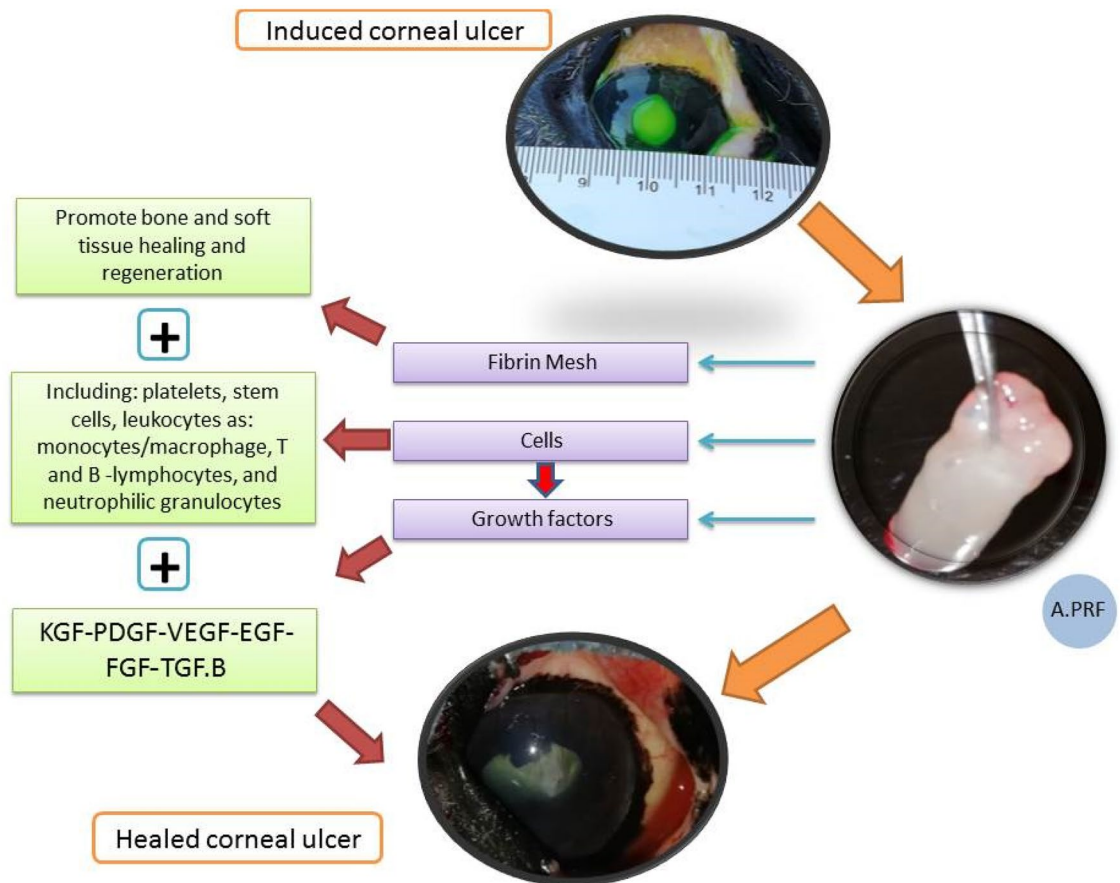 Induced corneal ulcer
9 10 11 12
Promote bone and soft
tissue healing and
regeneration
+
Fibrin Mesh
Including: platelets, stem
cells, leukocytes as:
monocytes/macrophage, T
and B -lymphocytes, and
neutrophilic granulocytes
Cells
Growth factors
+
A.PRF
KGF-PDGF-VEGF-EGF-
FGF-TGF.B
Healed corneal ulcer